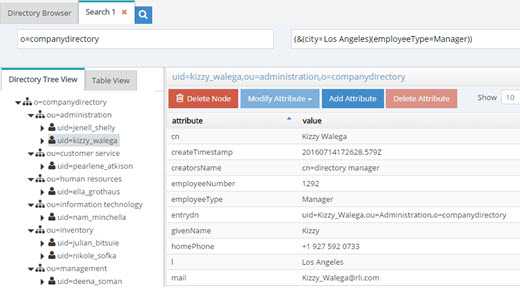 Directory Browser
Search 1 ×
o=companydirectory
(&(city=Los Angeles)(employeeType=Manager))
Directory Tree View
Table View
o=companydirectory
ou=administration
uid=jenell_shelly
uid=kizzy_walega
ou=customer service
uid=pearlene_atkison
ou=human resources
uid=ella_grothaus
ou=information technology
uid=nam_minchella
ou=inventory
uid=julian_bitsuie
uid=nikole_sofka
ou=management
uid=deena_soman
uid=kizzy_walega,ou=administration,o=companydirectory
Delete Node
Modify Attribute
Add Attribute
Delete Attribute
Show 10
attribute value
cn Kizzy Walega
createTimestamp 20160714172628.579Z
creatorsName cn=directory manager
employeeNumber 1292
employeeType Manager
entrydn uid=Kizzy_Walega,ou=Administration,o=companydirectory
givenName Kizzy
homePhone +1 927 592 0733
l Los Angeles
mail Kizzy_Walega@rli.com